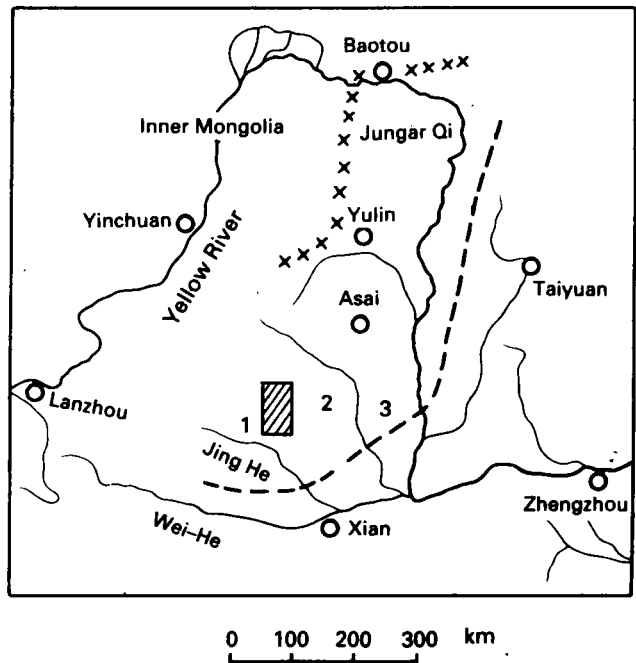 Baotou
Inner Mongolia
Jungar Qi
Yinchuan
Yulin
Yellow River
Taiyuan
Asai
Lanzhou
1
2
3
Jing He
Zhengzhou
Wei-He
Xian
0 100 200 300 km